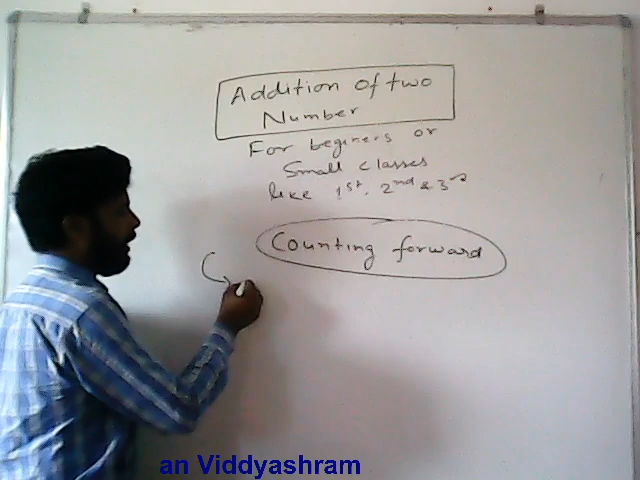 Addition of two
Number
For beginers or
Small classes
like 1st, 2nd & 3rd
Counting forward
an Viddyashram